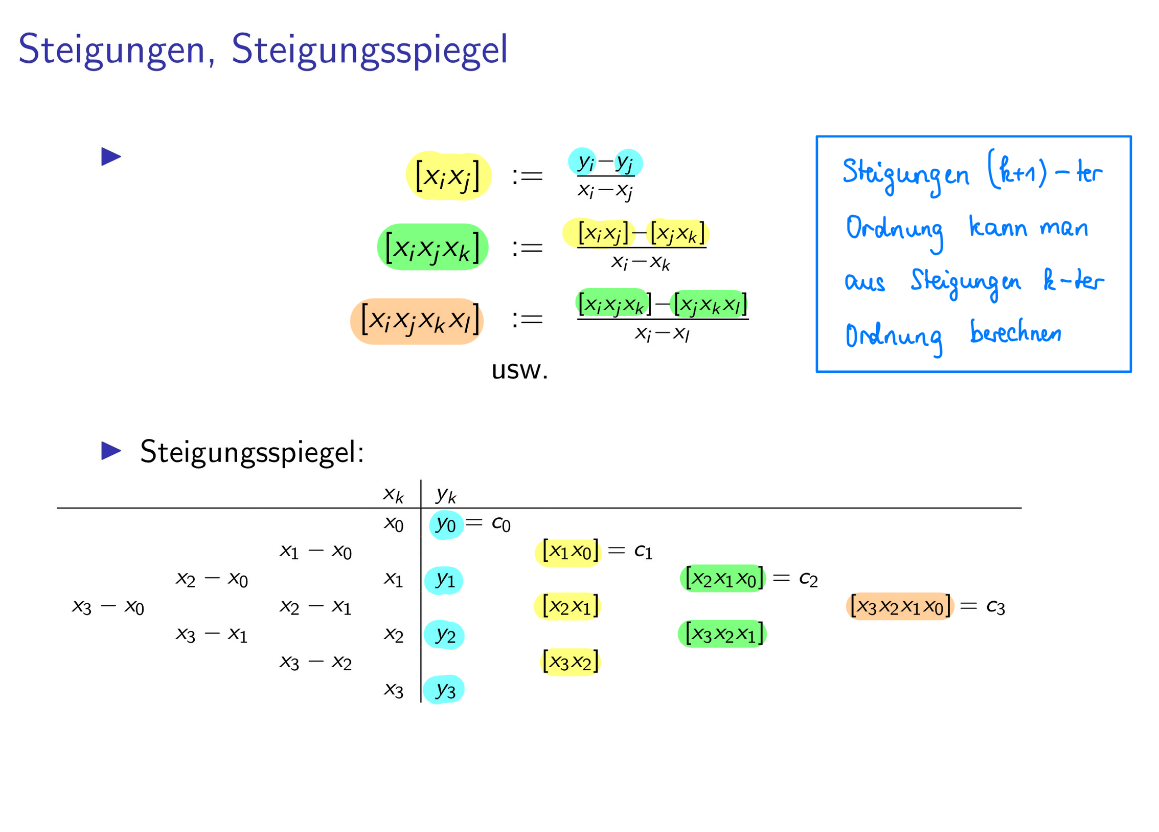 Steigungen, Steigungsspiegel
▶
[x_i x_j] := (y_i − y_j) / (x_i − x_j)
[x_i x_j x_k] := ([x_i x_j] − [x_j x_k]) / (x_i − x_k)
[x_i x_j x_k x_l] := ([x_i x_j x_k] − [x_j x_k x_l]) / (x_i − x_l)
usw.
Steigungen (k+1)-ter
Ordnung kann man
aus Steigungen k-ter
Ordnung berechnen
▶ Steigungsspiegel:
x_k y_k
x_0 y_0 = c_0
x_1 − x_0 [x_1 x_0] = c_1
x_2 − x_0 x_1 y_1 [x_2 x_1 x_0] = c_2
x_3 − x_0 x_2 − x_1 [x_2 x_1] [x_3 x_2 x_1 x_0] = c_3
x_3 − x_1 x_2 y_2 [x_3 x_2 x_1]
x_3 − x_2 [x_3 x_2]
x_3 y_3